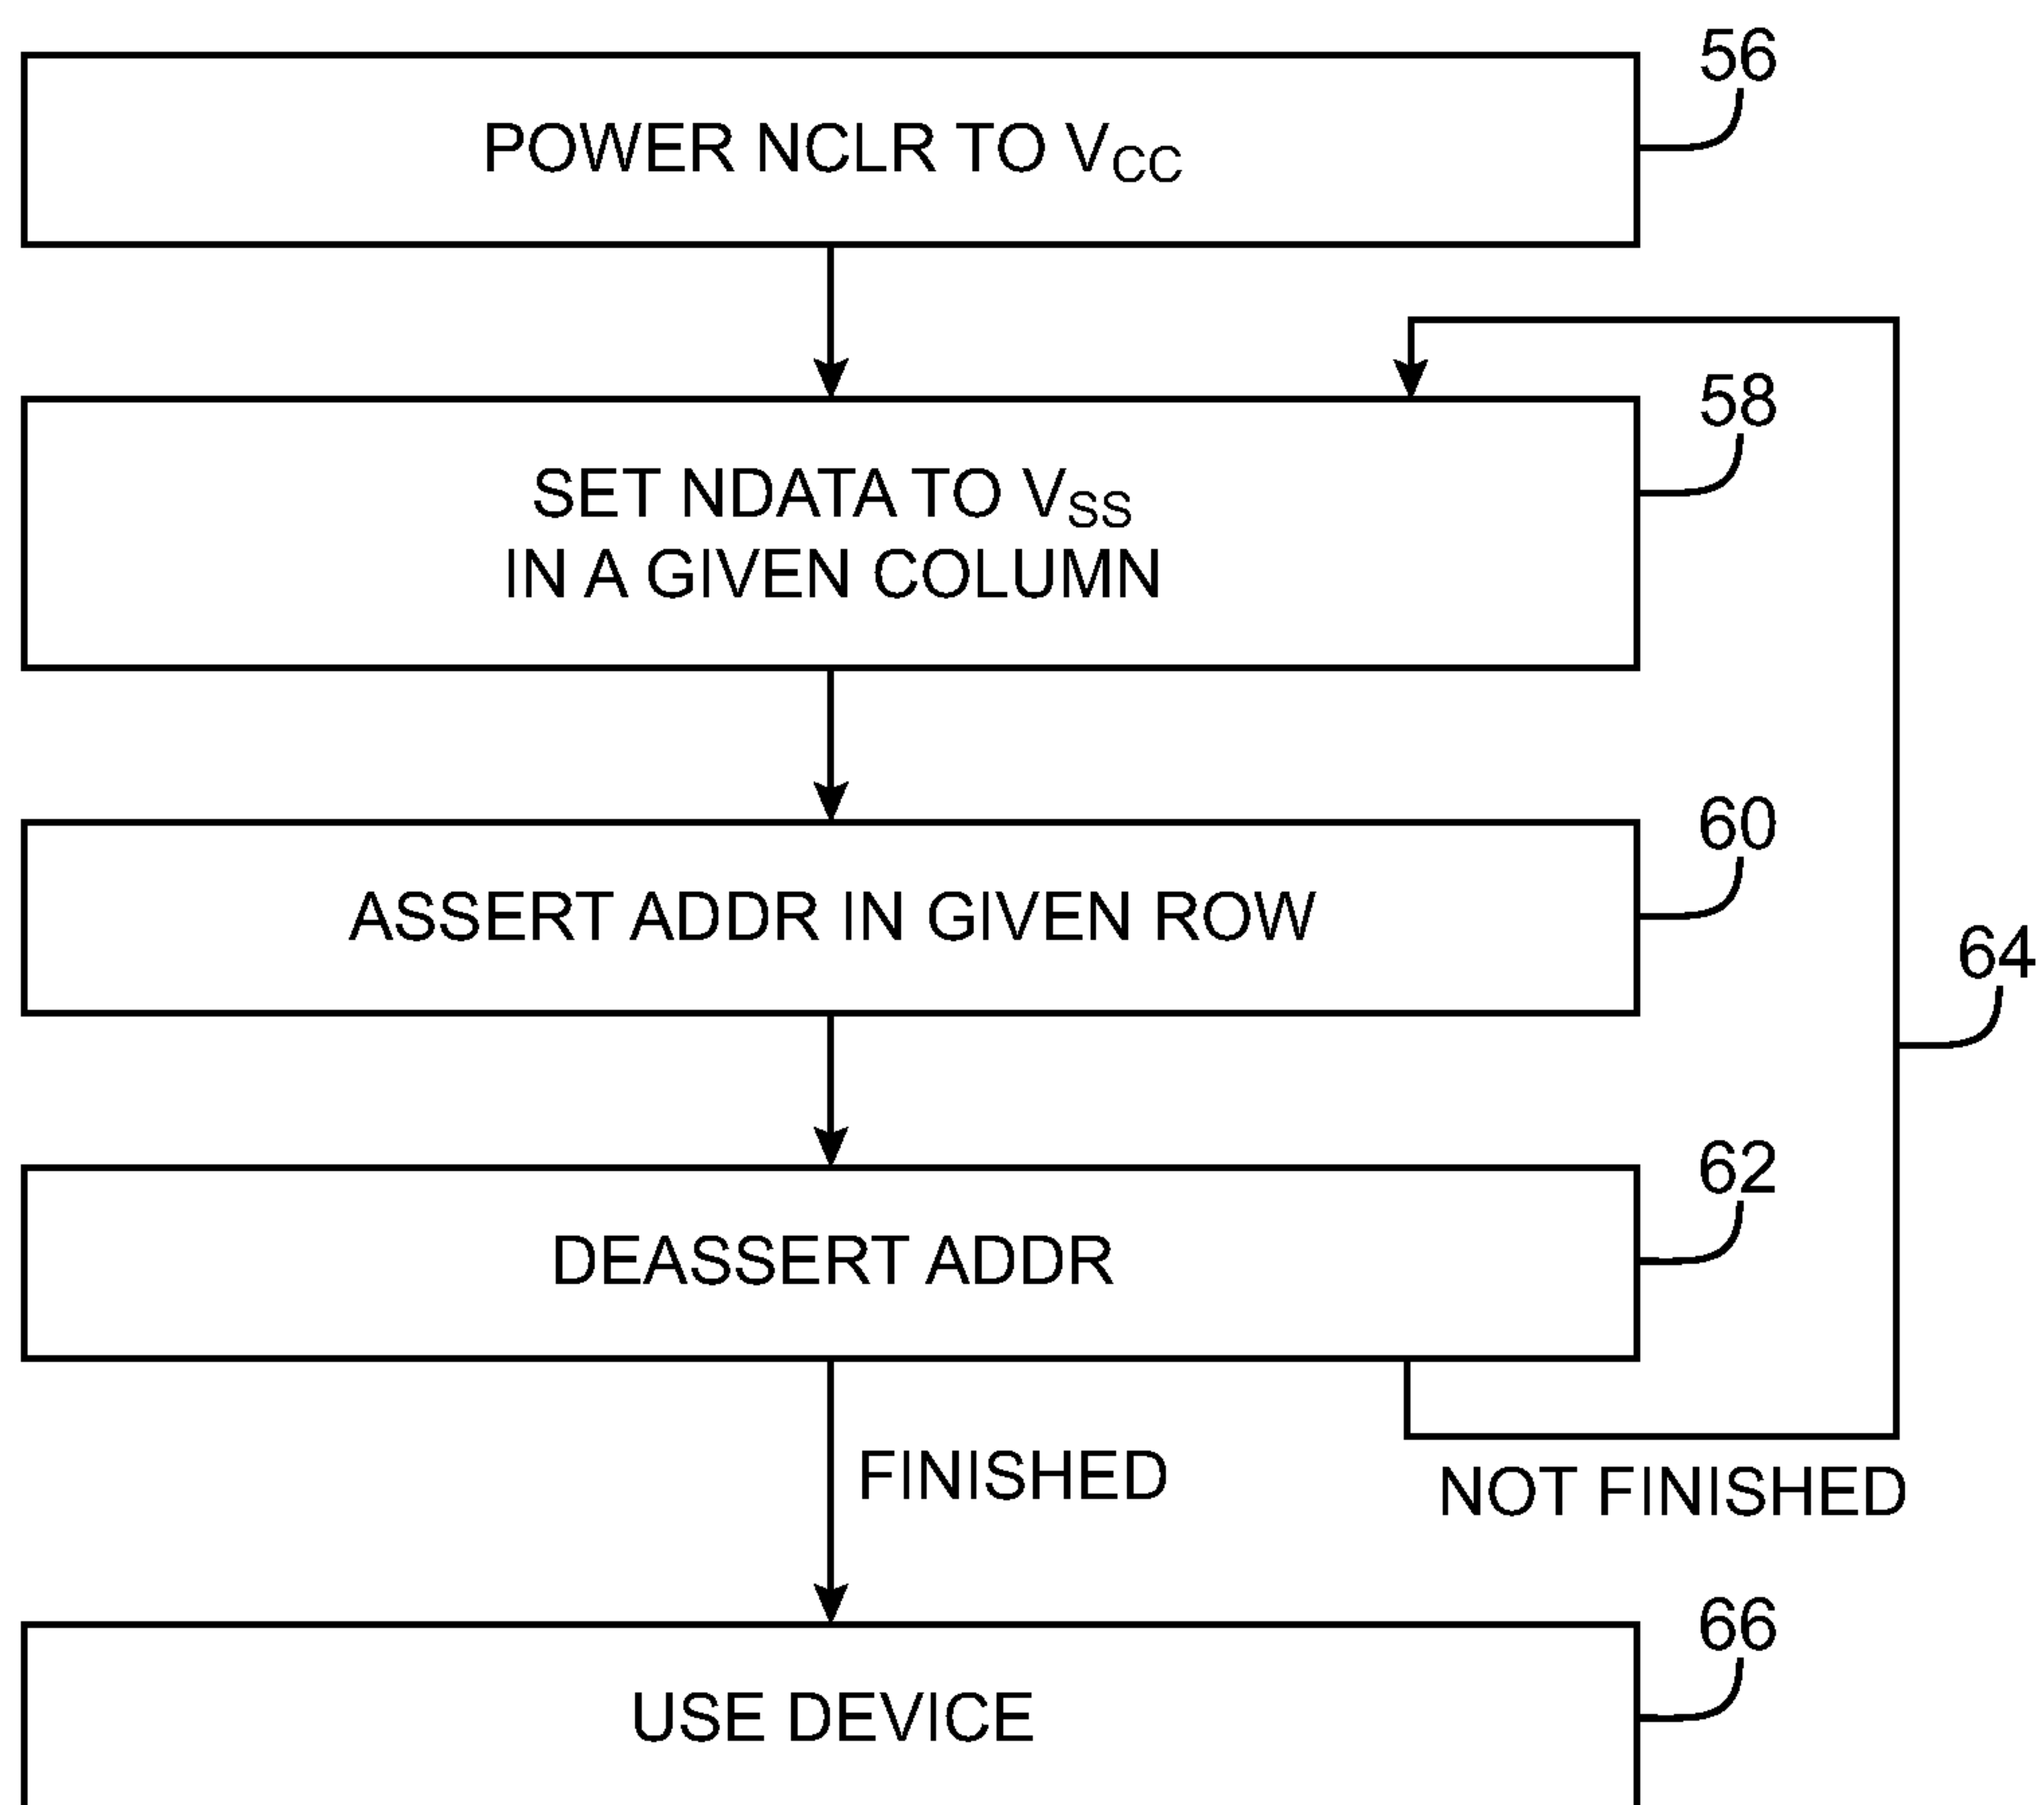 56
POWER NCLR TO VCC
58
SET NDATA TO VSS
IN A GIVEN COLUMN
60
ASSERT ADDR IN GIVEN ROW
64
62
DEASSERT ADDR
FINISHED
NOT FINISHED
66
USE DEVICE